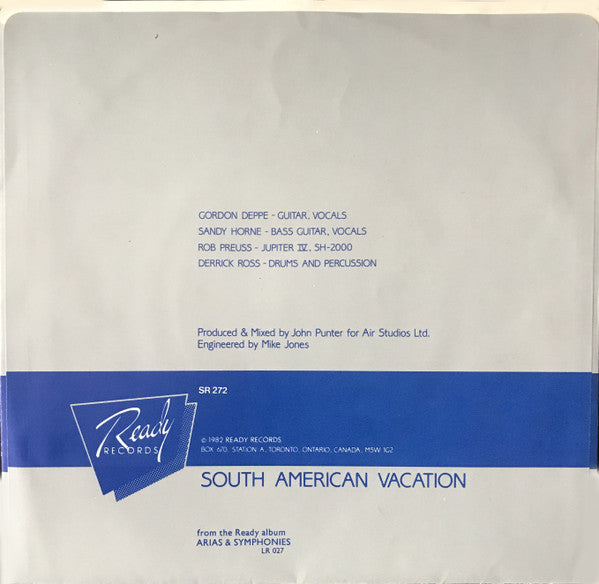 GORDON DEPPE - GUITAR, VOCALS
SANDY HORNE - BASS GUITAR, VOCALS
ROB PREUSS - JUPITER IV, SH-2000
DERRICK ROSS - DRUMS AND PERCUSSION
Produced & Mixed by John Punter for Air Studios Ltd.
Engineered by Mike Jones
SR 272
Ready
RECORDS
© 1982 READY RECORDS
BOX 670, STATION A, TORONTO, ONTARIO, CANADA, M5W 1G2
SOUTH AMERICAN VACATION
from the Ready album
ARIAS & SYMPHONIES
LR 027